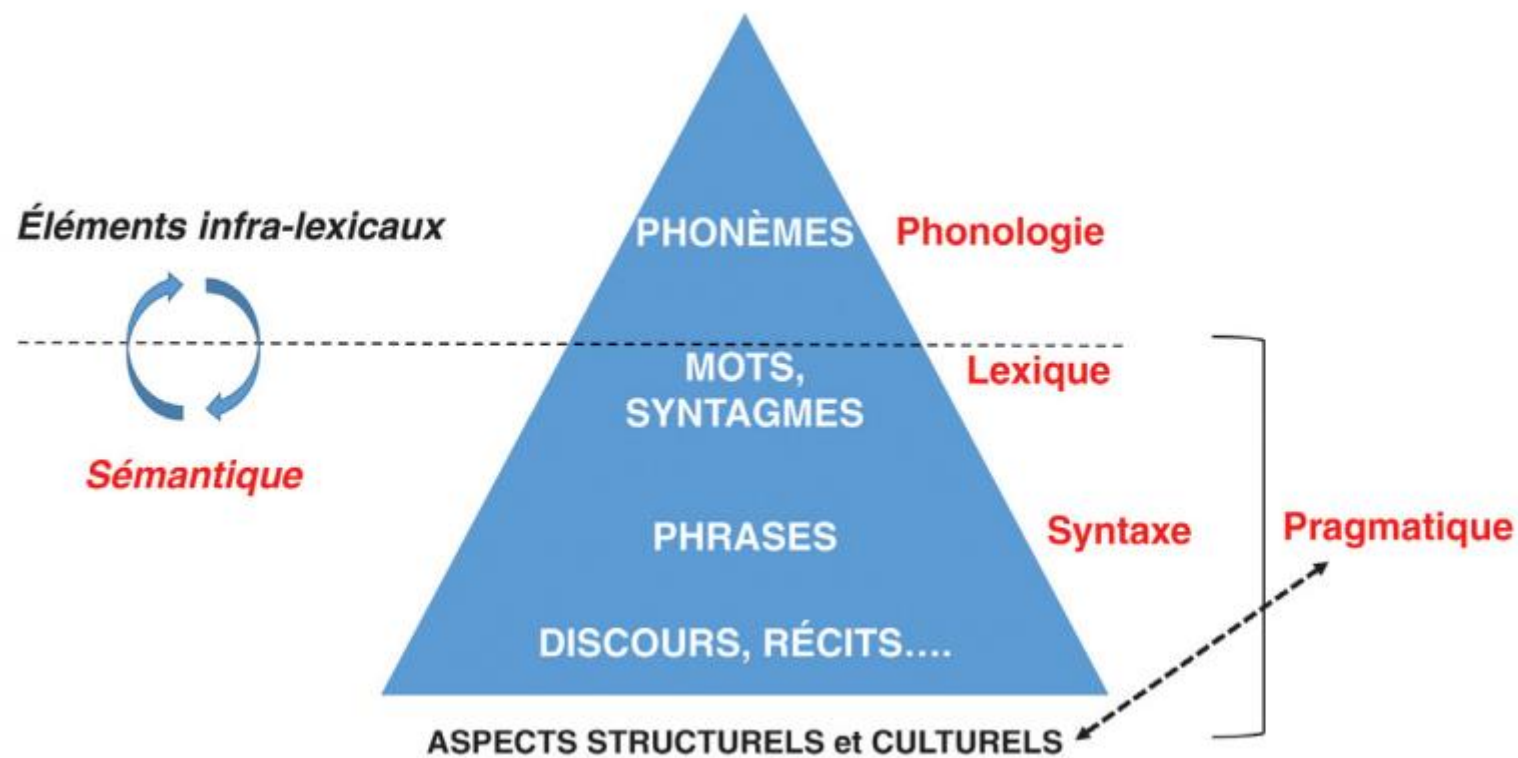 Éléments infra-lexicaux
PHONÈMES
Phonologie
MOTS,
SYNTAGMES
Lexique
Sémantique
PHRASES
Syntaxe
Pragmatique
DISCOURS, RÉCITS....
ASPECTS STRUCTURELS et CULTURELS